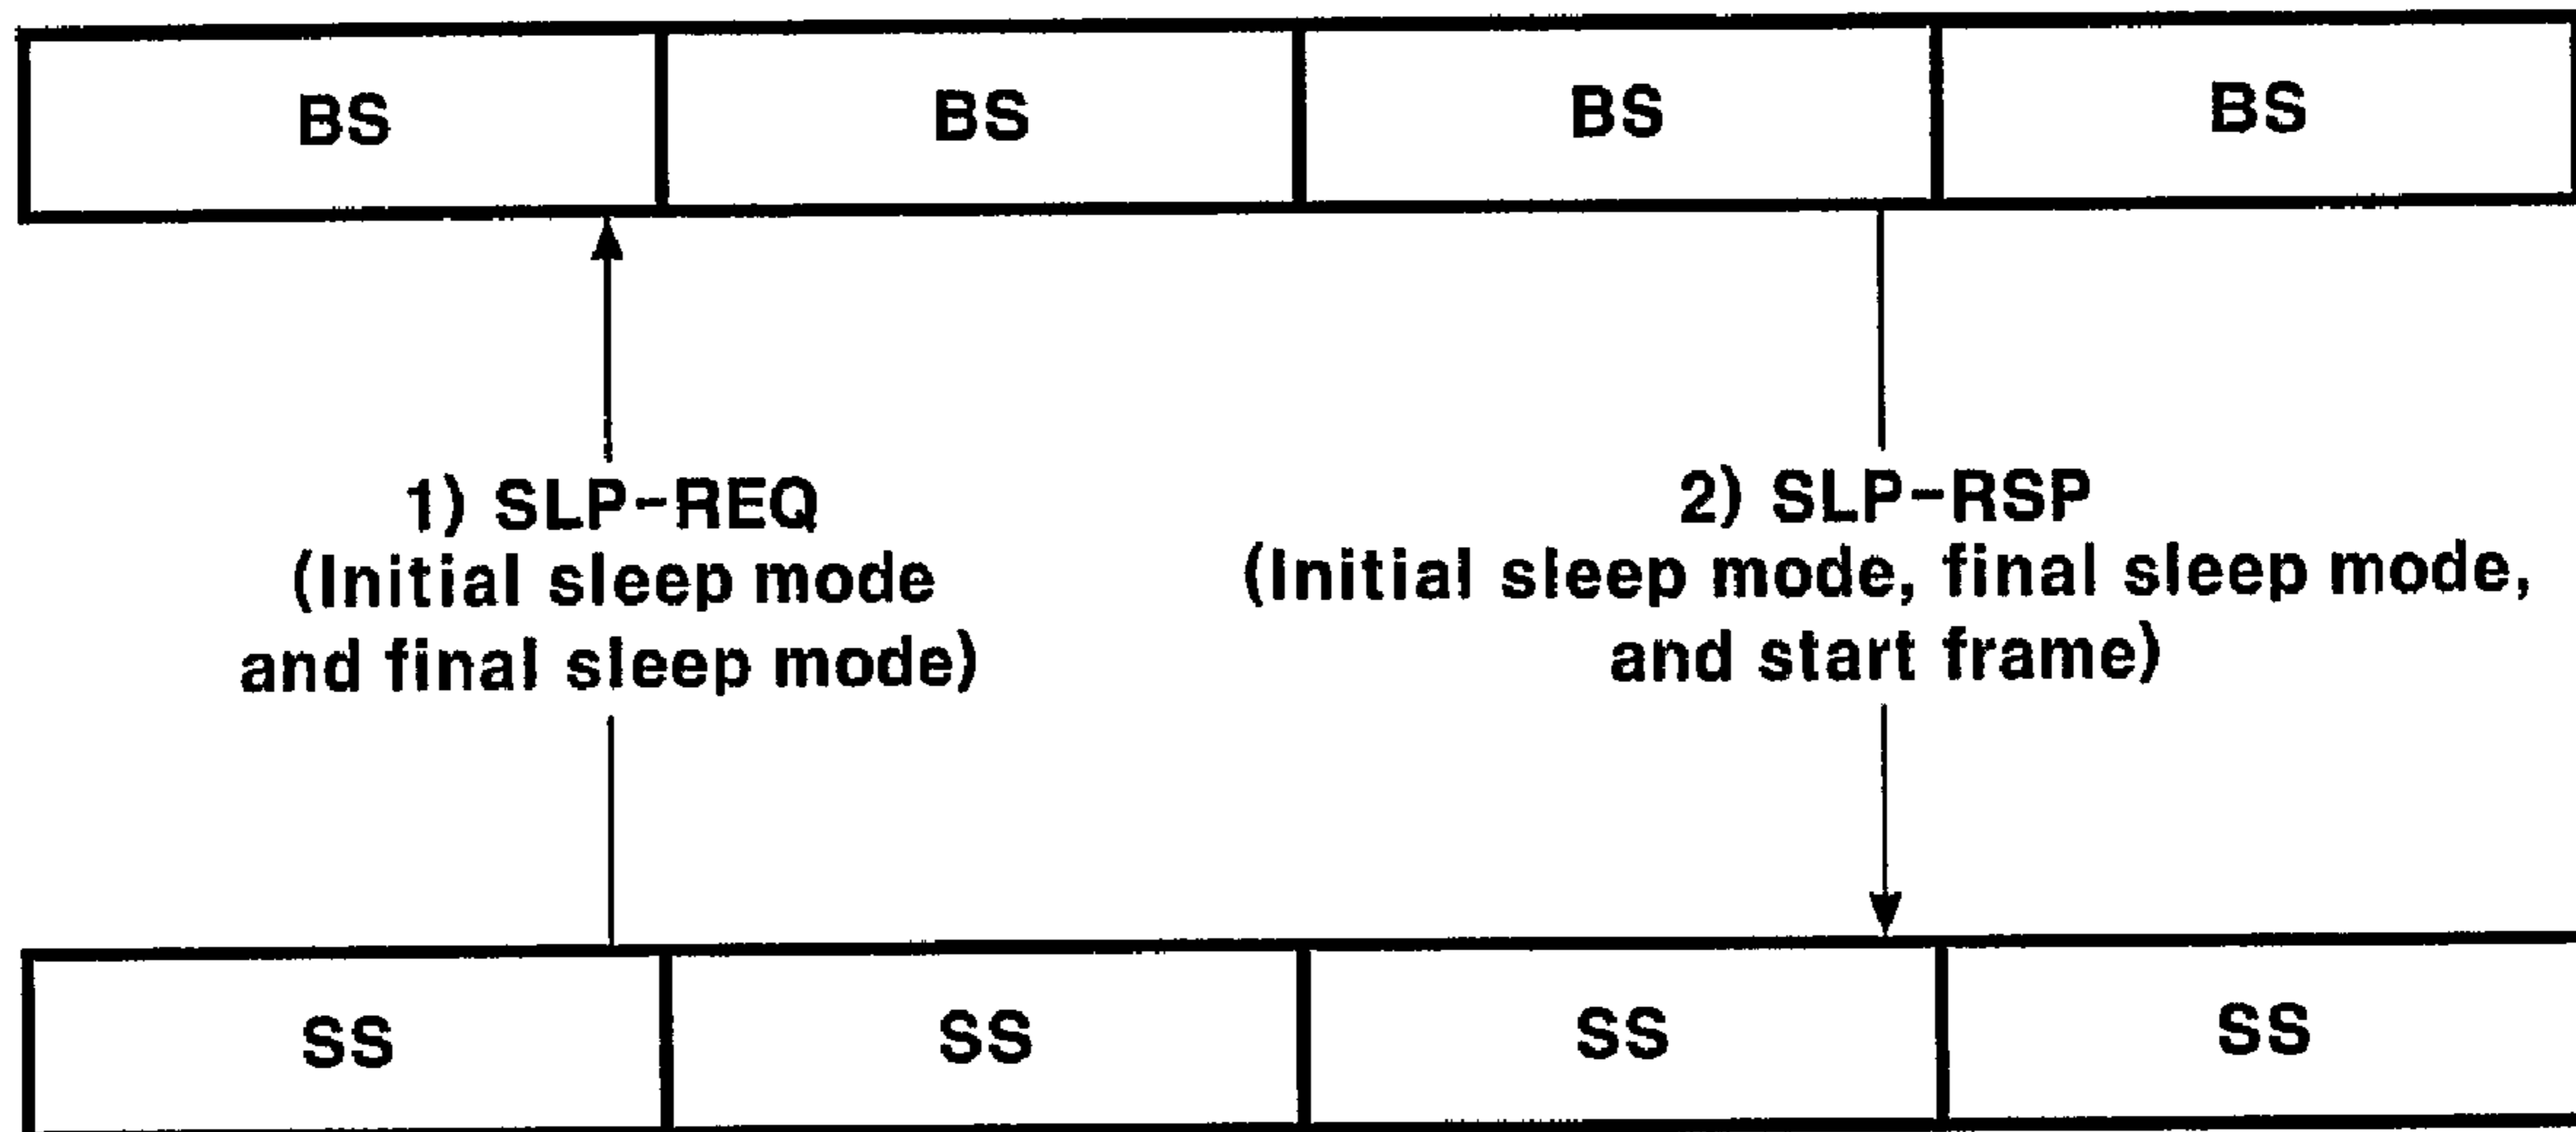 BS BS BS BS
1) SLP-REQ
(Initial sleep mode
and final sleep mode)
2) SLP-RSP
(Initial sleep mode, final sleep mode,
and start frame)
SS SS SS SS